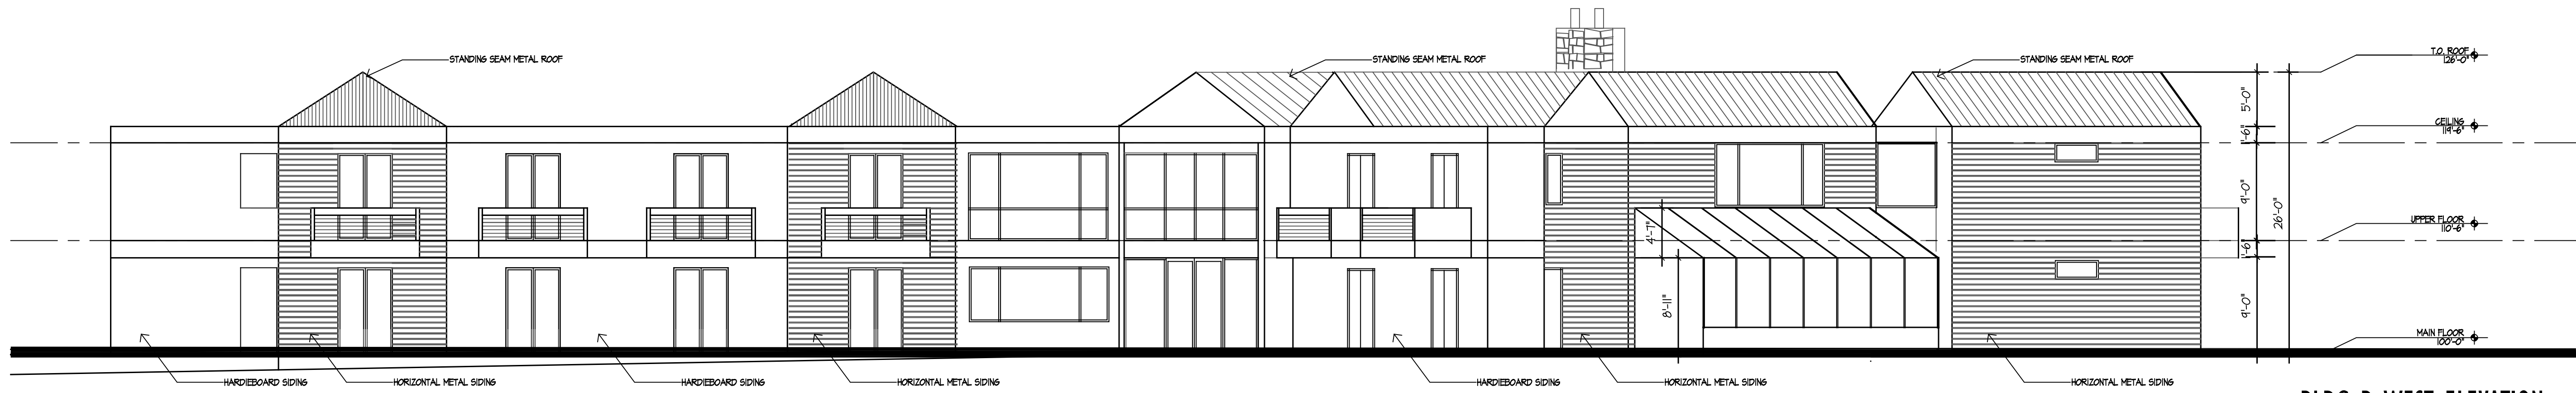 STANDING SEAM METAL ROOF
STANDING SEAM METAL ROOF
STANDING SEAM METAL ROOF
T.O. ROOF
126'-0"
5'-0"
CEILING
119'-6"
1'-6"
9'-0"
26'-0"
UPPER FLOOR
110'-6"
4'-7"
1'-6"
8'-11"
9'-0"
MAIN FLOOR
100'-0"
HARDIEBOARD SIDING
HORIZONTAL METAL SIDING
HARDIEBOARD SIDING
HORIZONTAL METAL SIDING
HARDIEBOARD SIDING
HORIZONTAL METAL SIDING
HORIZONTAL METAL SIDING